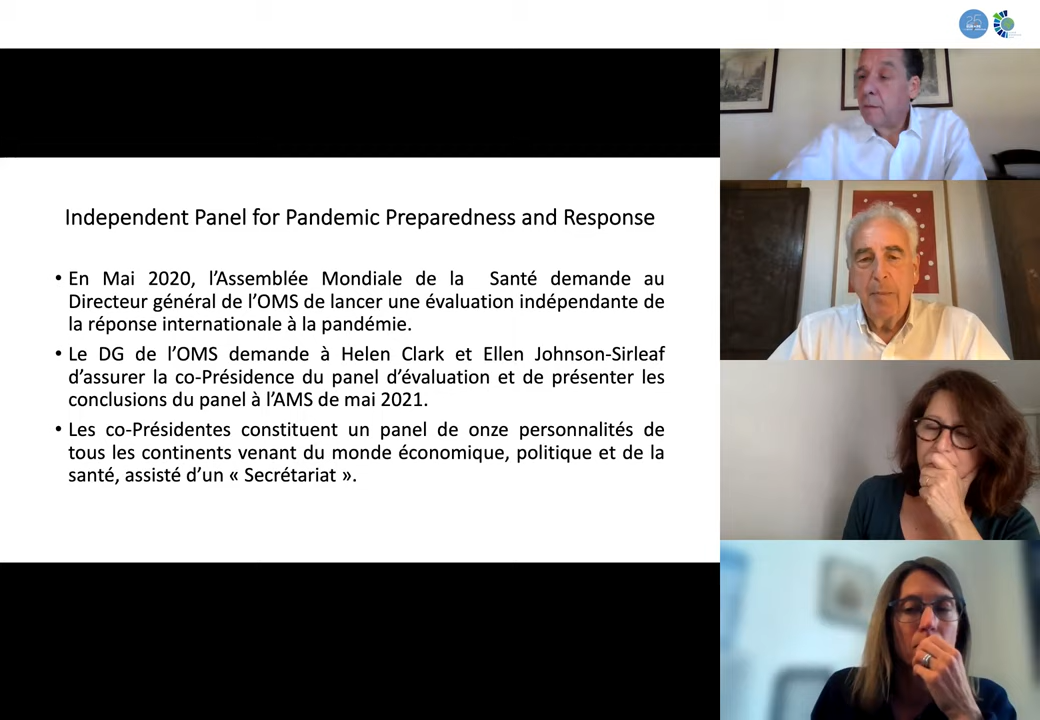 26
Independent Panel for Pandemic Preparedness and Response
• En Mai 2020, l’Assemblée Mondiale de la Santé demande au
Directeur général de l’OMS de lancer une évaluation indépendante de
la réponse internationale à la pandémie.
• Le DG de l’OMS demande à Helen Clark et Ellen Johnson-Sirleaf
d’assurer la co-Présidence du panel d’évaluation et de présenter les
conclusions du panel à l’AMS de mai 2021.
• Les co-Présidentes constituent un panel de onze personnalités de
tous les continents venant du monde économique, politique et de la
santé, assisté d’un « Secrétariat ».